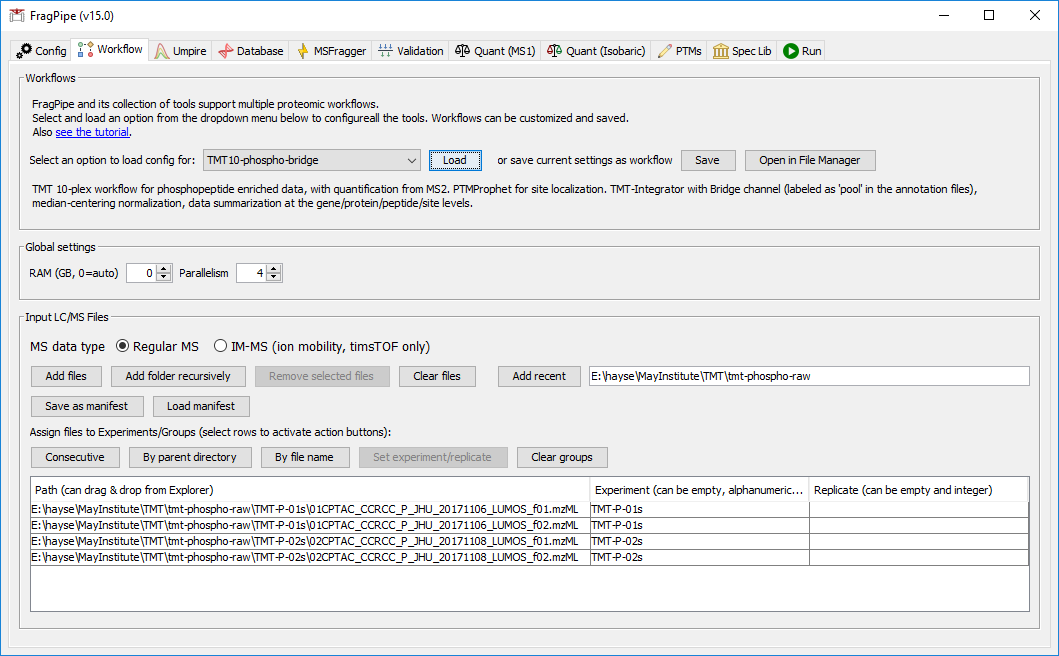 FragPipe (v15.0)
Config Workflow Umpire Database MSFragger Validation Quant (MS1) Quant (Isobaric) PTMs Spec Lib Run
Workflows
FragPipe and its collection of tools support multiple proteomic workflows.
Select and load an option from the dropdown menu below to configureall the tools. Workflows can be customized and saved.
Also see the tutorial.
Select an option to load config for: TMT10-phospho-bridge Load or save current settings as workflow Save Open in File Manager
TMT 10-plex workflow for phosphopeptide enriched data, with quantification from MS2. PTMProphet for site localization. TMT-Integrator with Bridge channel (labeled as 'pool' in the annotation files),
median-centering normalization, data summarization at the gene/protein/peptide/site levels.
Global settings
RAM (GB, 0=auto) 0 Parallelism 4
Input LC/MS Files
MS data type Regular MS IM-MS (ion mobility, timsTOF only)
Add files Add folder recursively Remove selected files Clear files Add recent E:\hayse\MayInstitute\TMT\tmt-phospho-raw
Save as manifest Load manifest
Assign files to Experiments/Groups (select rows to activate action buttons):
Consecutive By parent directory By file name Set experiment/replicate Clear groups
Path (can drag & drop from Explorer) Experiment (can be empty, alphanumeric... Replicate (can be empty and integer)
E:\hayse\MayInstitute\TMT\tmt-phospho-raw\TMT-P-01s\01CPTAC_CCRCC_P_JHU_20171106_LUMOS_f01.mzML TMT-P-01s
E:\hayse\MayInstitute\TMT\tmt-phospho-raw\TMT-P-01s\01CPTAC_CCRCC_P_JHU_20171106_LUMOS_f02.mzML TMT-P-01s
E:\hayse\MayInstitute\TMT\tmt-phospho-raw\TMT-P-02s\02CPTAC_CCRCC_P_JHU_20171108_LUMOS_f01.mzML TMT-P-02s
E:\hayse\MayInstitute\TMT\tmt-phospho-raw\TMT-P-02s\02CPTAC_CCRCC_P_JHU_20171108_LUMOS_f02.mzML TMT-P-02s